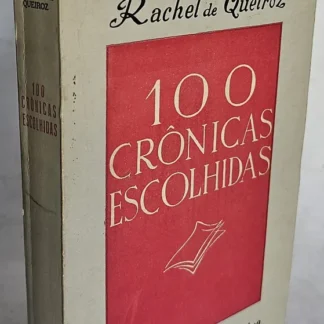 Rachel de Queiroz
100
CRÔNICAS
ESCOLHIDAS
QUEIROZ
100
CRÔNICAS
ESCOLHIDAS